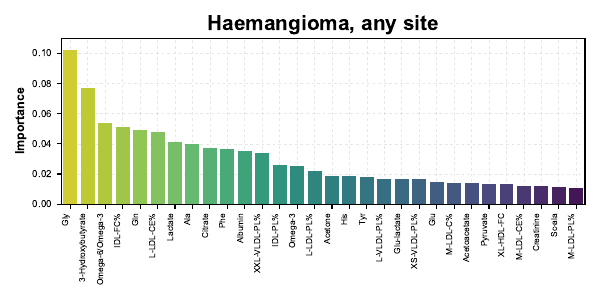 Haemangioma, any site
Importance
0.10
0.08
0.06
0.04
0.02
0.00
Gly
3-Hydroxybutyrate
Omega-6/Omega-3
IDL-FC%
Gln
L-LDL-CE%
Lactate
Ala
Citrate
Phe
Albumin
XXL-VLDL-PL%
IDL-PL%
Omega-3
L-LDL-PL%
Acetone
His
Tyr
L-VLDL-PL%
Glu-lactate
XS-VLDL-PL%
Glu
M-LDL-C%
Acetoacetate
Pyruvate
XL-HDL-FC
M-LDL-CE%
Creatinine
M-LDL-PL%